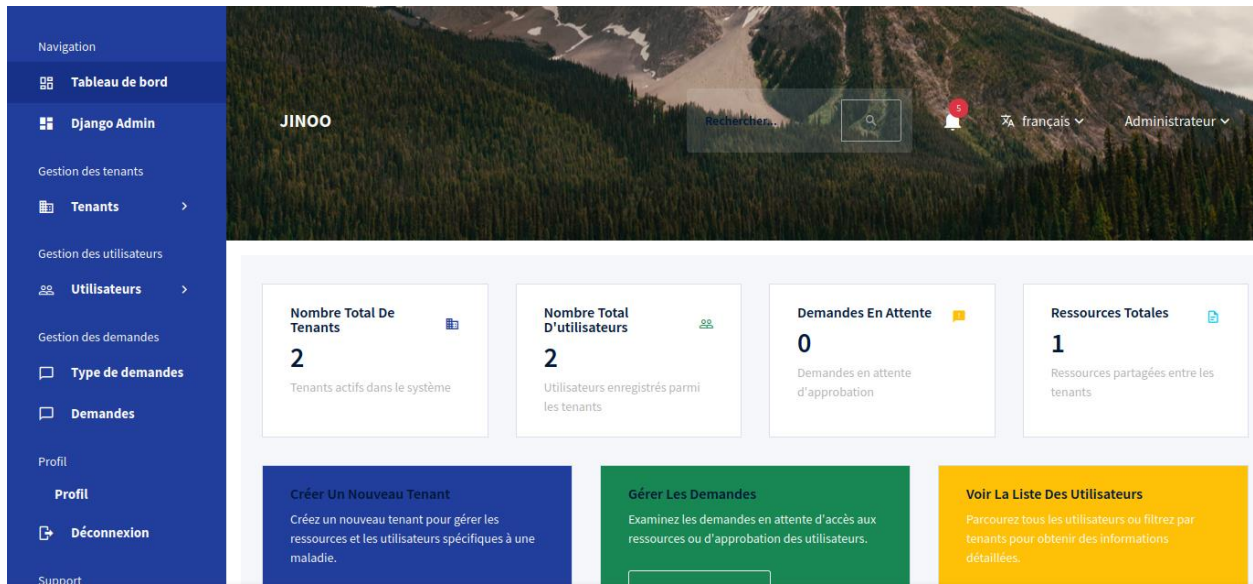 Navigation
Tableau de bord
Django Admin
Gestion des tenants
Tenants
Gestion des utilisateurs
Utilisateurs
Gestion des demandes
Type de demandes
Demandes
Profil
Profil
Déconnexion
Support
JINOO
Rechercher...
5
français
Administrateur
Nombre Total De
Tenants
2
Tenants actifs dans le système
Nombre Total
D'utilisateurs
2
Utilisateurs enregistrés parmi
les tenants
Demandes En Attente
0
Demandes en attente
d'approbation
Ressources Totales
1
Ressources partagées entre les
tenants
Créer Un Nouveau Tenant
Créez un nouveau tenant pour gérer les
ressources et les utilisateurs spécifiques à une
maladie.
Gérer Les Demandes
Examinez les demandes en attente d'accès aux
ressources ou d'approbation des utilisateurs.
Voir La Liste Des Utilisateurs
Parcourez tous les utilisateurs ou filtrez par
tenants pour obtenir des informations
détaillées.